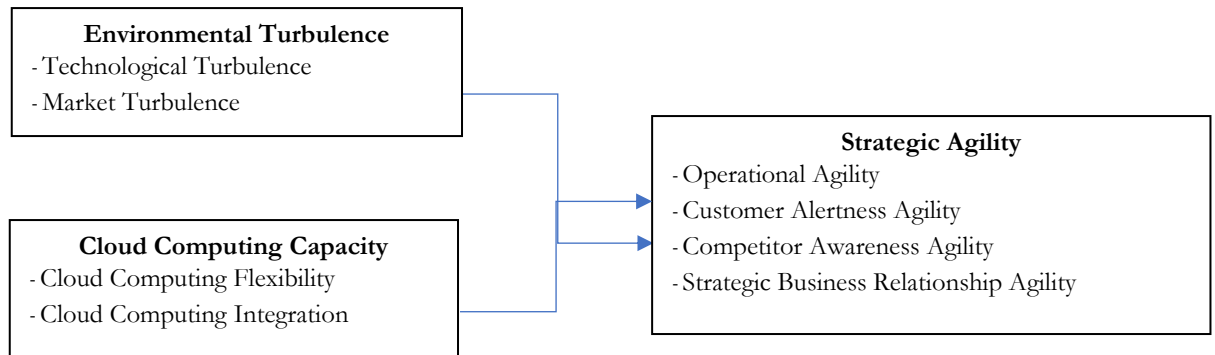 Environmental Turbulence
- Technological Turbulence
- Market Turbulence
Cloud Computing Capacity
- Cloud Computing Flexibility
- Cloud Computing Integration
Strategic Agility
- Operational Agility
- Customer Alertness Agility
- Competitor Awareness Agility
- Strategic Business Relationship Agility